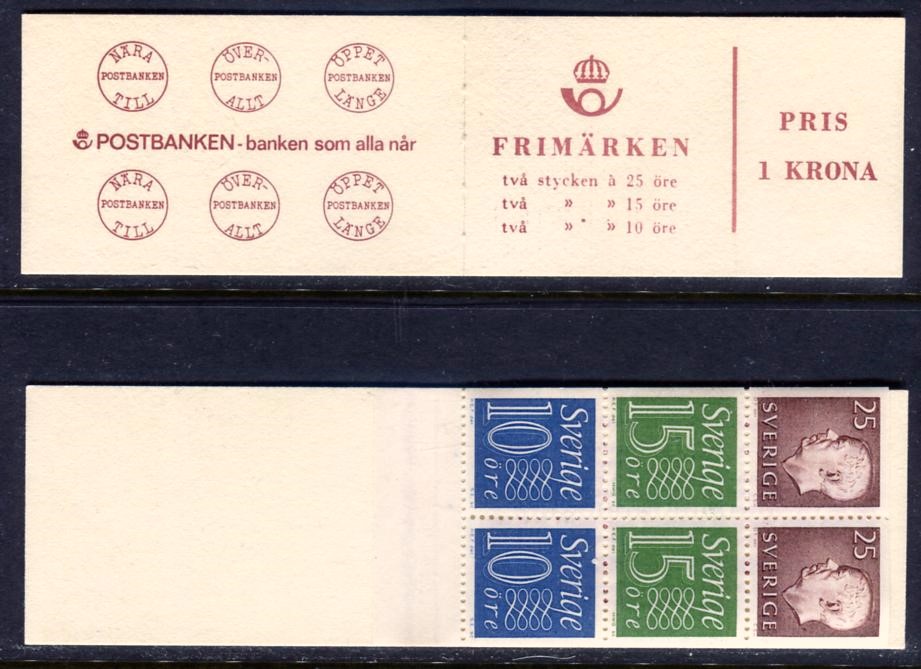 NÄRA
POSTBANKEN
TILL
ÖVER-
POSTBANKEN
ALLT
ÖPPET
POSTBANKEN
LÄNGE
POSTBANKEN - banken som alla når
NÄRA
POSTBANKEN
TILL
ÖVER-
POSTBANKEN
ALLT
ÖPPET
POSTBANKEN
LÄNGE
FRIMÄRKEN
två stycken à 25 öre
två » » 15 öre
två » » 10 öre
PRIS
1 KRONA
Sverige
10 öre
Sverige
15 öre
25
SVERIGE
Sverige
10 öre
Sverige
15 öre
25
SVERIGE